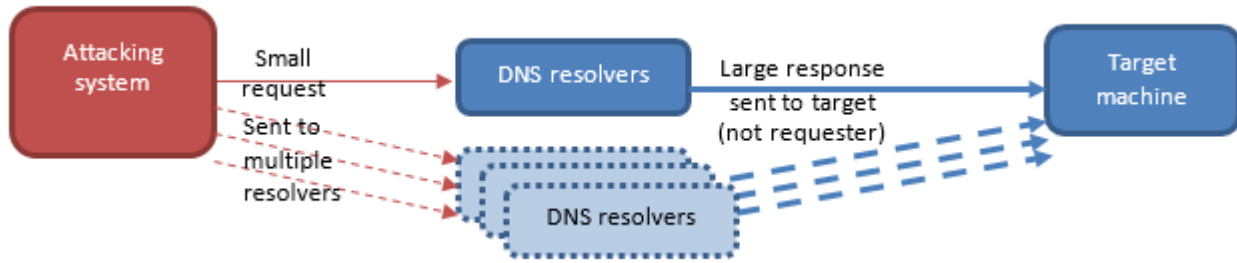 Attacking
system
Small
request
DNS resolvers
Large response
sent to target
(not requester)
Target
machine
Sent to
multiple
resolvers
DNS resolvers